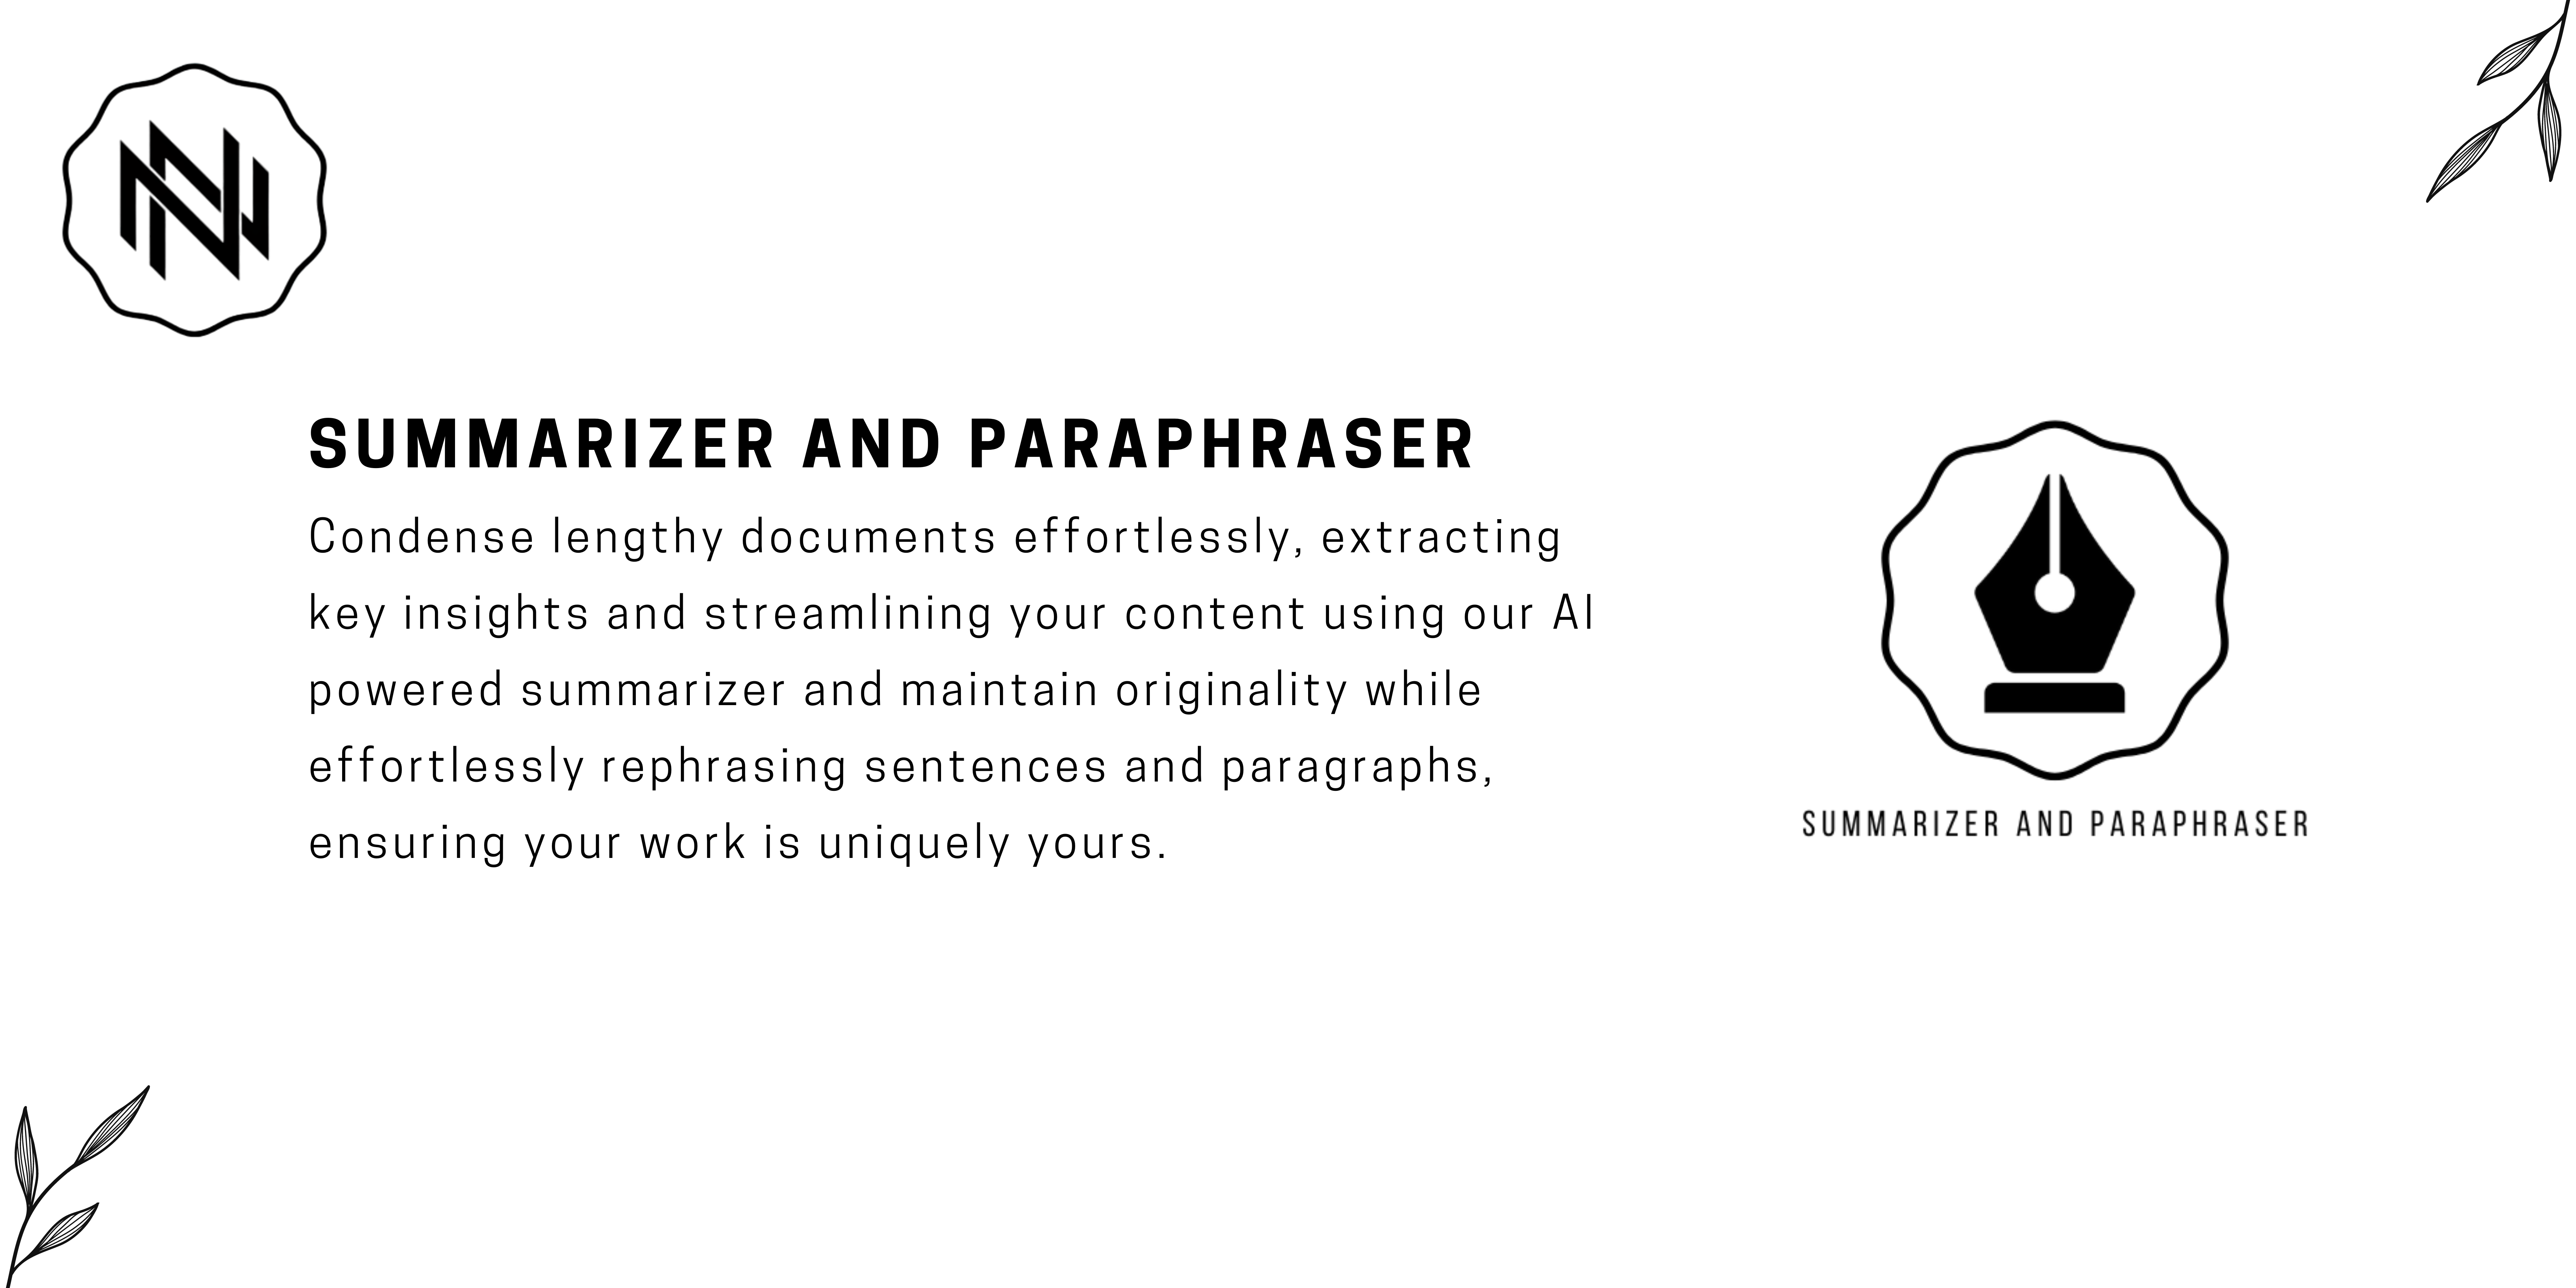 SUMMARIZER AND PARAPHRASER
Condense lengthy documents effortlessly, extracting
key insights and streamlining your content using our AI
powered summarizer and maintain originality while
effortlessly rephrasing sentences and paragraphs,
ensuring your work is uniquely yours.
SUMMARIZER AND PARAPHRASER